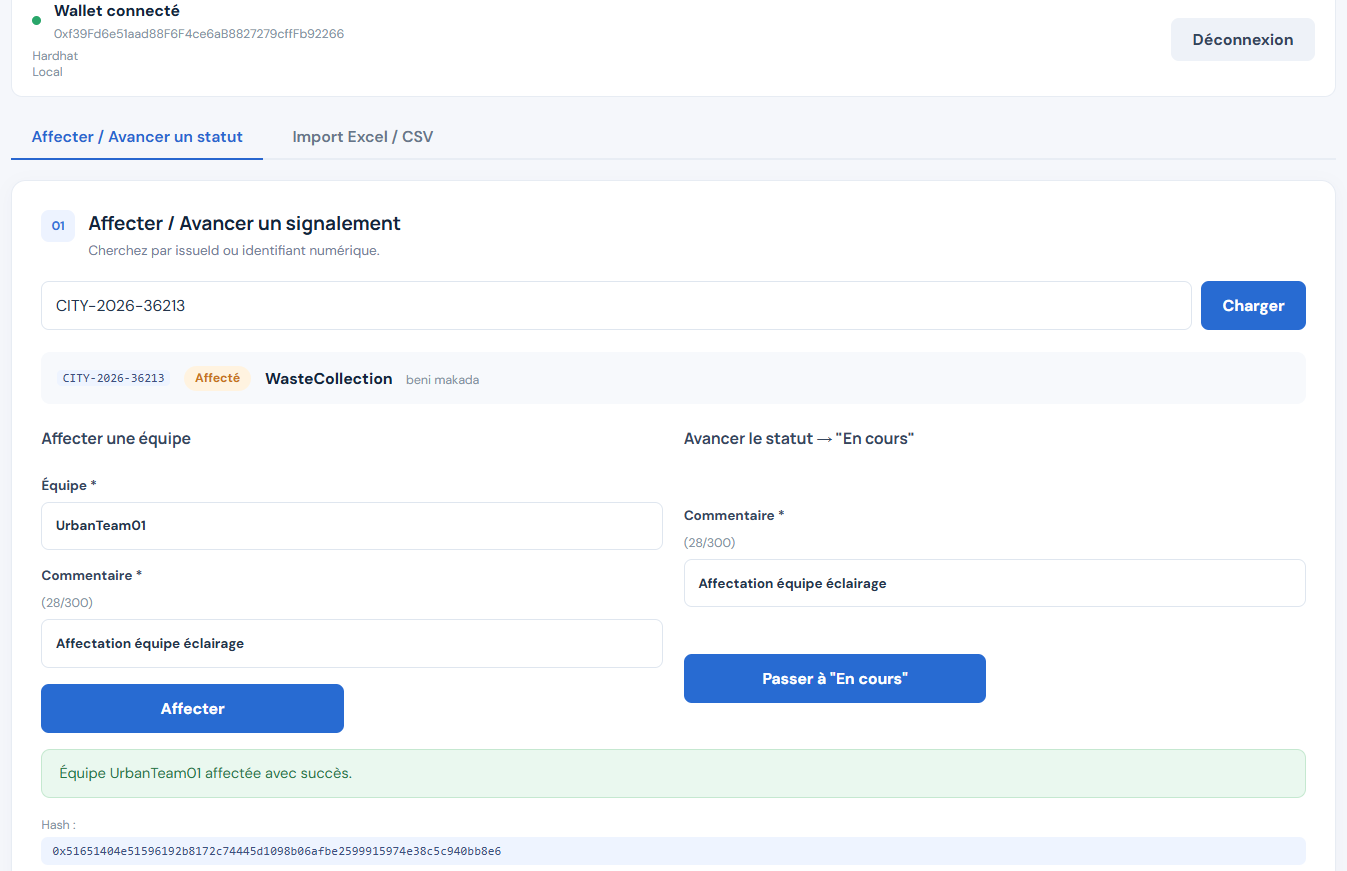 Wallet connecté
0xf39Fd6e51aad88F6F4ce6aB8827279cffFb92266
Hardhat
Local
Déconnexion
Affecter / Avancer un statut
Import Excel / CSV
01
Affecter / Avancer un signalement
Cherchez par issueId ou identifiant numérique.
CITY-2026-36213
Charger
CITY-2026-36213 Affecté WasteCollection beni makada
Affecter une équipe
Équipe *
UrbanTeam01
Commentaire *
(28/300)
Affectation équipe éclairage
Affecter
Avancer le statut → "En cours"
Commentaire *
(28/300)
Affectation équipe éclairage
Passer à "En cours"
Équipe UrbanTeam01 affectée avec succès.
Hash :
0x51651404e51596192b8172c74445d1098b06afbe2599915974e38c5c940bb8e6